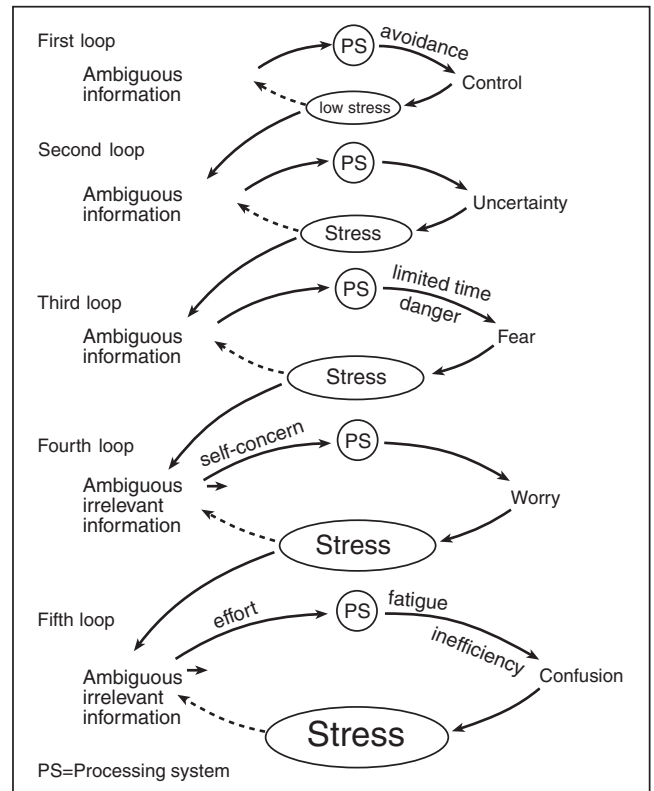 First loop
PS
avoidance
Ambiguous
information
Control
low stress
Second loop
PS
Ambiguous
information
Uncertainty
Stress
Third loop
PS
limited time
danger
Ambiguous
information
Fear
Stress
Fourth loop
self-concern
PS
Ambiguous
irrelevant
information
Worry
Stress
Fifth loop
effort
PS
fatigue
inefficiency
Ambiguous
irrelevant
information
Confusion
Stress
PS=Processing system